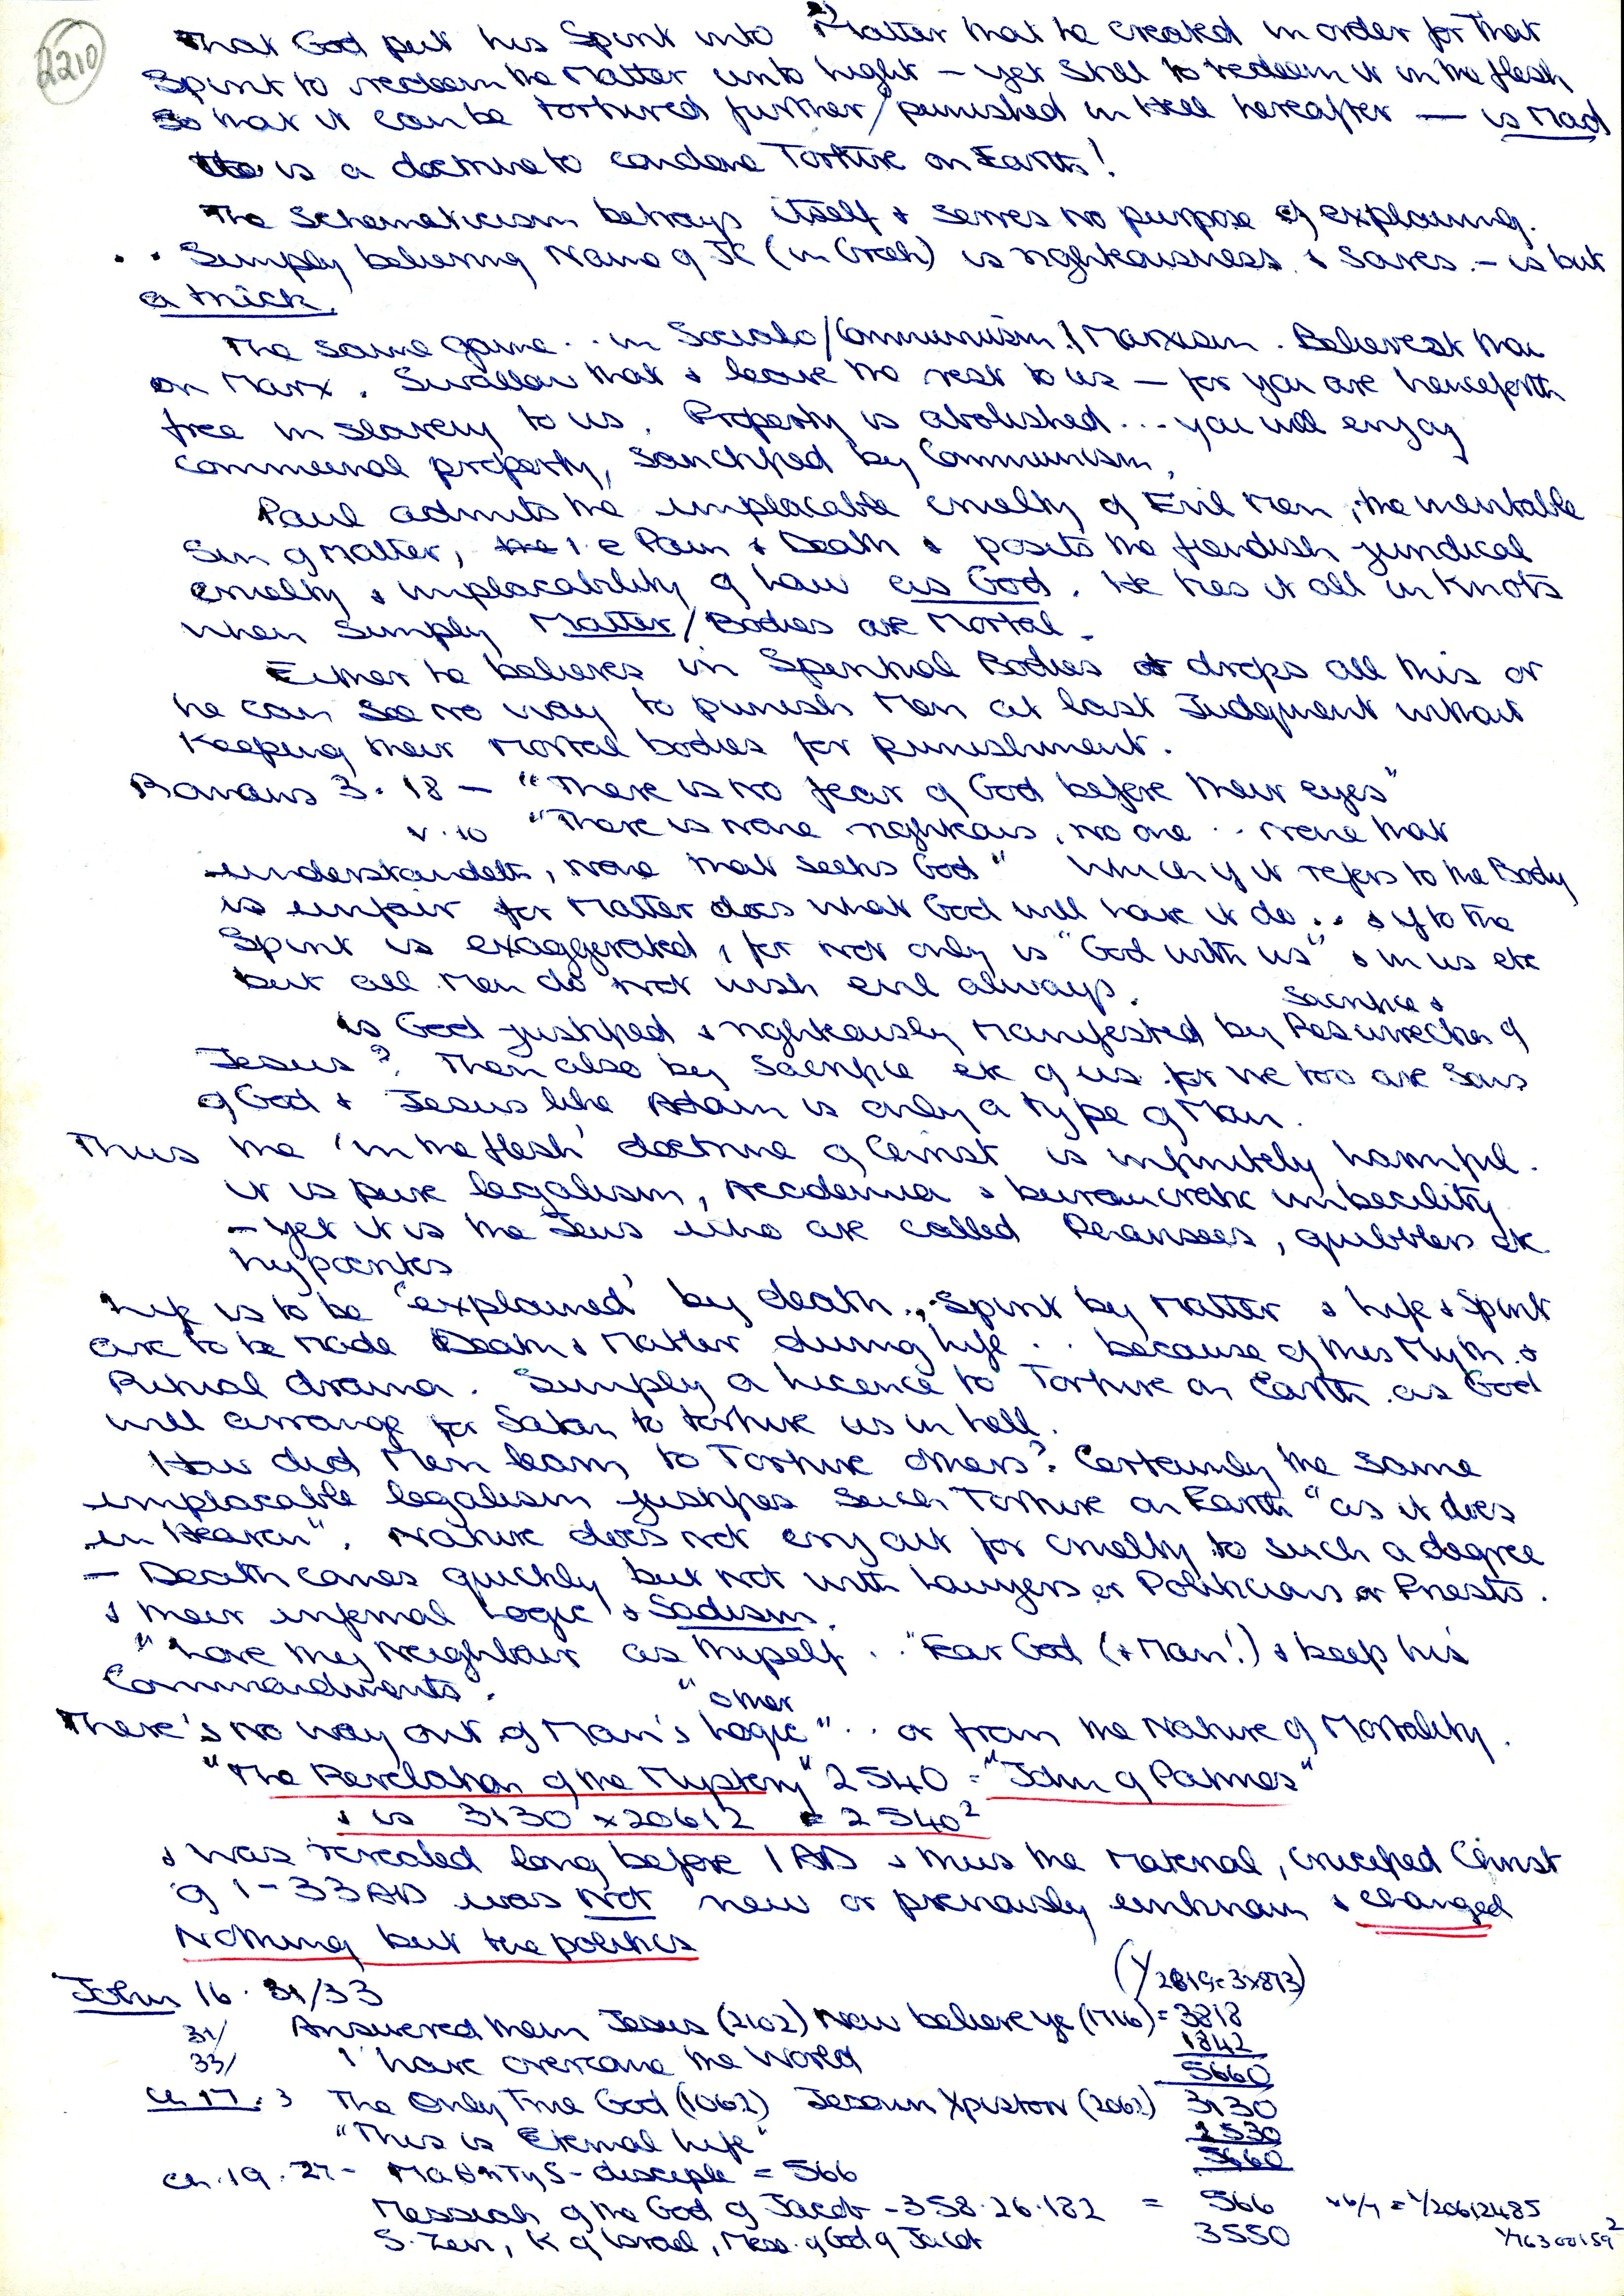 2210
That God put his Spirit into Matter that he created in order for that
Spirit to redeem the Matter unto Light – yet still to redeem it in the flesh
So that it can be tortured further / punished in Hell hereafter — is Mad
is a doctrine to condone Torture on Earth!
The Schematicism betrays itself & serves no purpose of explaining.
. . Simply believing Name of JC (in Greek) is righteousness & Saves. – is but
a trick.
The same game . . in Socialo/Communism!/Marxism. Believest thou
on Marx. Swallow that & leave the rest to us — for you are henceforth
free in slavery to us. Property is abolished . . . you will enjoy
communal property, sanctified by Communism.
Paul admits the implacable cruelty of Evil Men, the inevitable
Sin of Matter, i.e Pain & Death & posits the fiendish juridical
cruelty & implacability of Law as God. He ties it all in knots
when simply Matter/Bodies are Mortal.
Either he believes in Spiritual Bodies & drops all this or
he can see no way to punish Men at last Judgment without
Keeping their Mortal bodies for punishment.
Romans 3. 18 – "There is no fear of God before their eyes"
v. 10 "There is none righteous, no one . . none that
understandeth, none that seeks God" Which if it refers to the Body
is unfair for Matter does what God will have it do . . & if to the
Spirit is exaggerated, for not only is "God with us" & in us etc
but all Men do not wish evil always.
Sacrifice &
is God justified & righteously Manifested by Resurrection of
Jesus? Then also by Sacrifice etc of us for we too are Sons
of God & Jesus like Adam is only a type of Man.
Thus the 'in the flesh' doctrine of Christ is infinitely harmful.
it is pure legalism, Academia & bureaucratic imbecility
– Yet it is the Jews who are called Pharisees, quibblers etc.
hypocrites
Life is to be 'explained' by death . . Spirit by Matter & Life & Spirit
are to be Made Death & Matter during life . . because of this Myth &
Ritual drama. Simply a licence to Torture on Earth as God
will arrange for Satan to torture us in hell.
How did Men learn to Torture others? Certainly the same
implacable legalism justifies such Torture on Earth "as it does
in Heaven". Nature does not cry out for cruelty to such a degree
– Death comes quickly but not with Lawyers or Politicians or Priests.
& their infernal Logic & Sadism.
"Love thy Neighbour as Thyself . . "Fear God (& Man!) & keep his
Commandments.
"other
There's no way out of Man's Logic" . . or from the Nature of Mortality.
"The Revelation of the Mystery" 2540 = "John of Patmos"
& is 3130 x 20612 = 2540²
& was revealed long before 1 AD & thus the Material, crucified Christ
of 1–33 AD was Not new or previously unknown & changed
Nothing but the politics
(Y 2619=3x873)
John 16. 31/33
31/ Answered them Jesus (2102) Now believe ye (1716) = 3818
33/ I have overcome the World 1842
5660
Ch 17. 3 The Only True God (1062) Jesoun Xpiston (2062) 3130
"This is Eternal Life" 2530
5660
Ch. 19. 27 – MaθhTyS – disciple = 566
Messiah of the God of Jacob – 358.26.182 = 566 x6/7 = 1/20612485
S. Zion, K of Israel, Mess. of God of Jacob 3550 1/76300159²